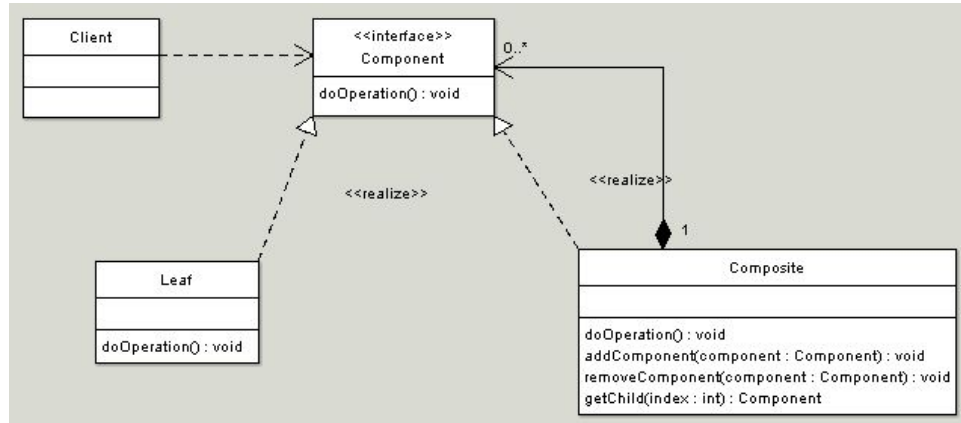 Client
<<interface>>
Component
doOperation() : void
0..*
<<realize>>
<<realize>>
1
Leaf
doOperation() : void
Composite
doOperation() : void
addComponent(component : Component) : void
removeComponent(component : Component) : void
getChild(index : int) : Component